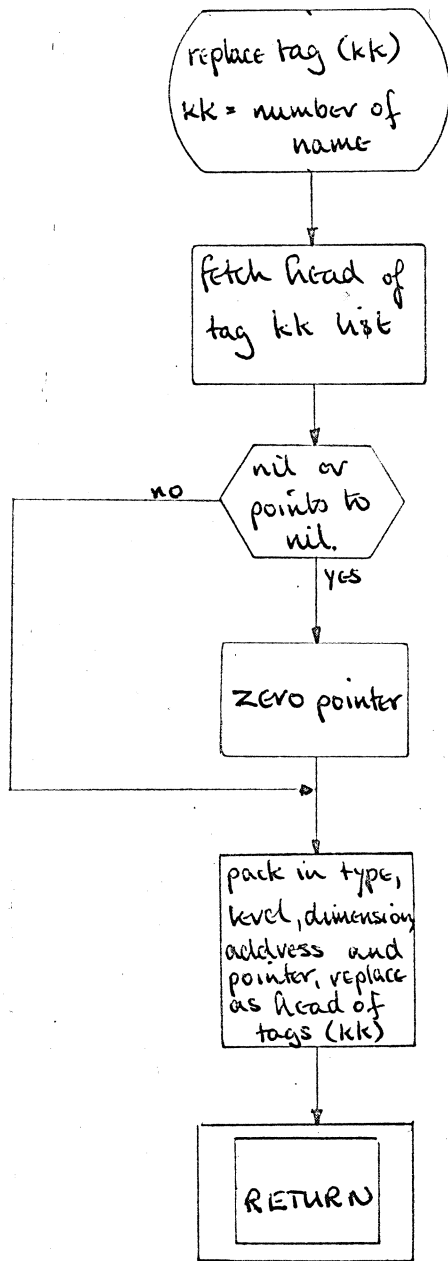 replace tag (kk)
kk = number of
name
fetch head of
tag kk list
nil or
points to
nil.
no
YES
zero pointer
pack in type,
level, dimension,
address and
pointer, replace
as head of
tags (kk)
RETURN